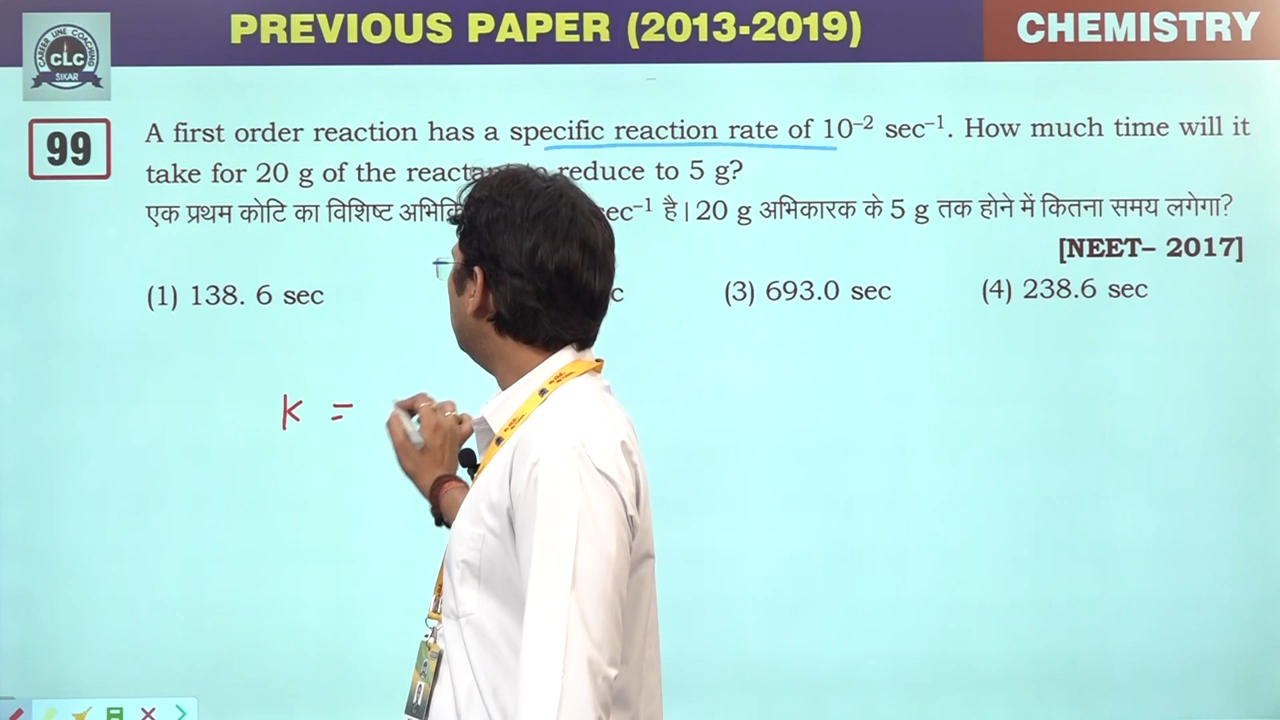 PREVIOUS PAPER (2013-2019)
CHEMISTRY
CAREER LINE COACHING
CLC
SIKAR
99
A first order reaction has a specific reaction rate of 10⁻² sec⁻¹. How much time will it
take for 20 g of the reduce to 5 g?
एक प्रथम कोटि का विशिष्ट sec⁻¹ है। 20 g अभिकारक के 5 g तक होने में कितना समय लगेगा?
[NEET– 2017]
(1) 138. 6 sec (3) 693.0 sec (4) 238.6 sec
K =